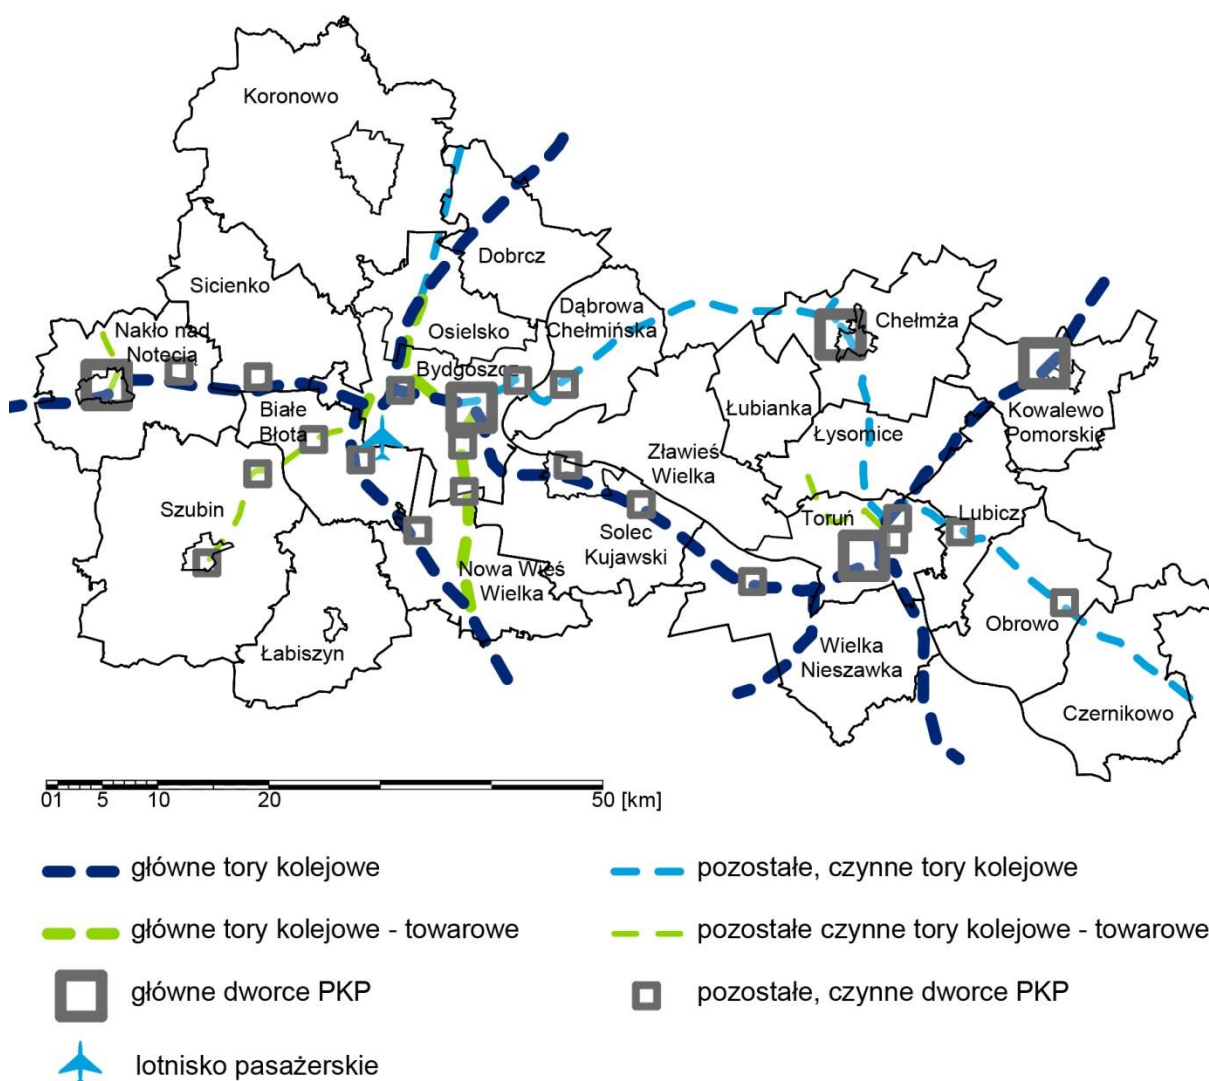 Koronowo
Dobrcz
Sicienko
Dąbrowa
Chełmińska
Nakło nad
Notecią
Osielsko
Chełmża
Bydgoszcz
Białe
Błota
Łubianka
Kowalewo
Pomorskie
Łysomice
Zławieś
Wielka
Szubin
Toruń
Lubicz
Solec
Kujawski
Nowa Wieś
Wielka
Obrowo
Łabiszyn
Wielka
Nieszawka
Czernikowo
01 5 10 20 50 [km]
główne tory kolejowe
pozostałe, czynne tory kolejowe
główne tory kolejowe - towarowe
pozostałe czynne tory kolejowe - towarowe
główne dworce PKP
pozostałe, czynne dworce PKP
lotnisko pasażerskie